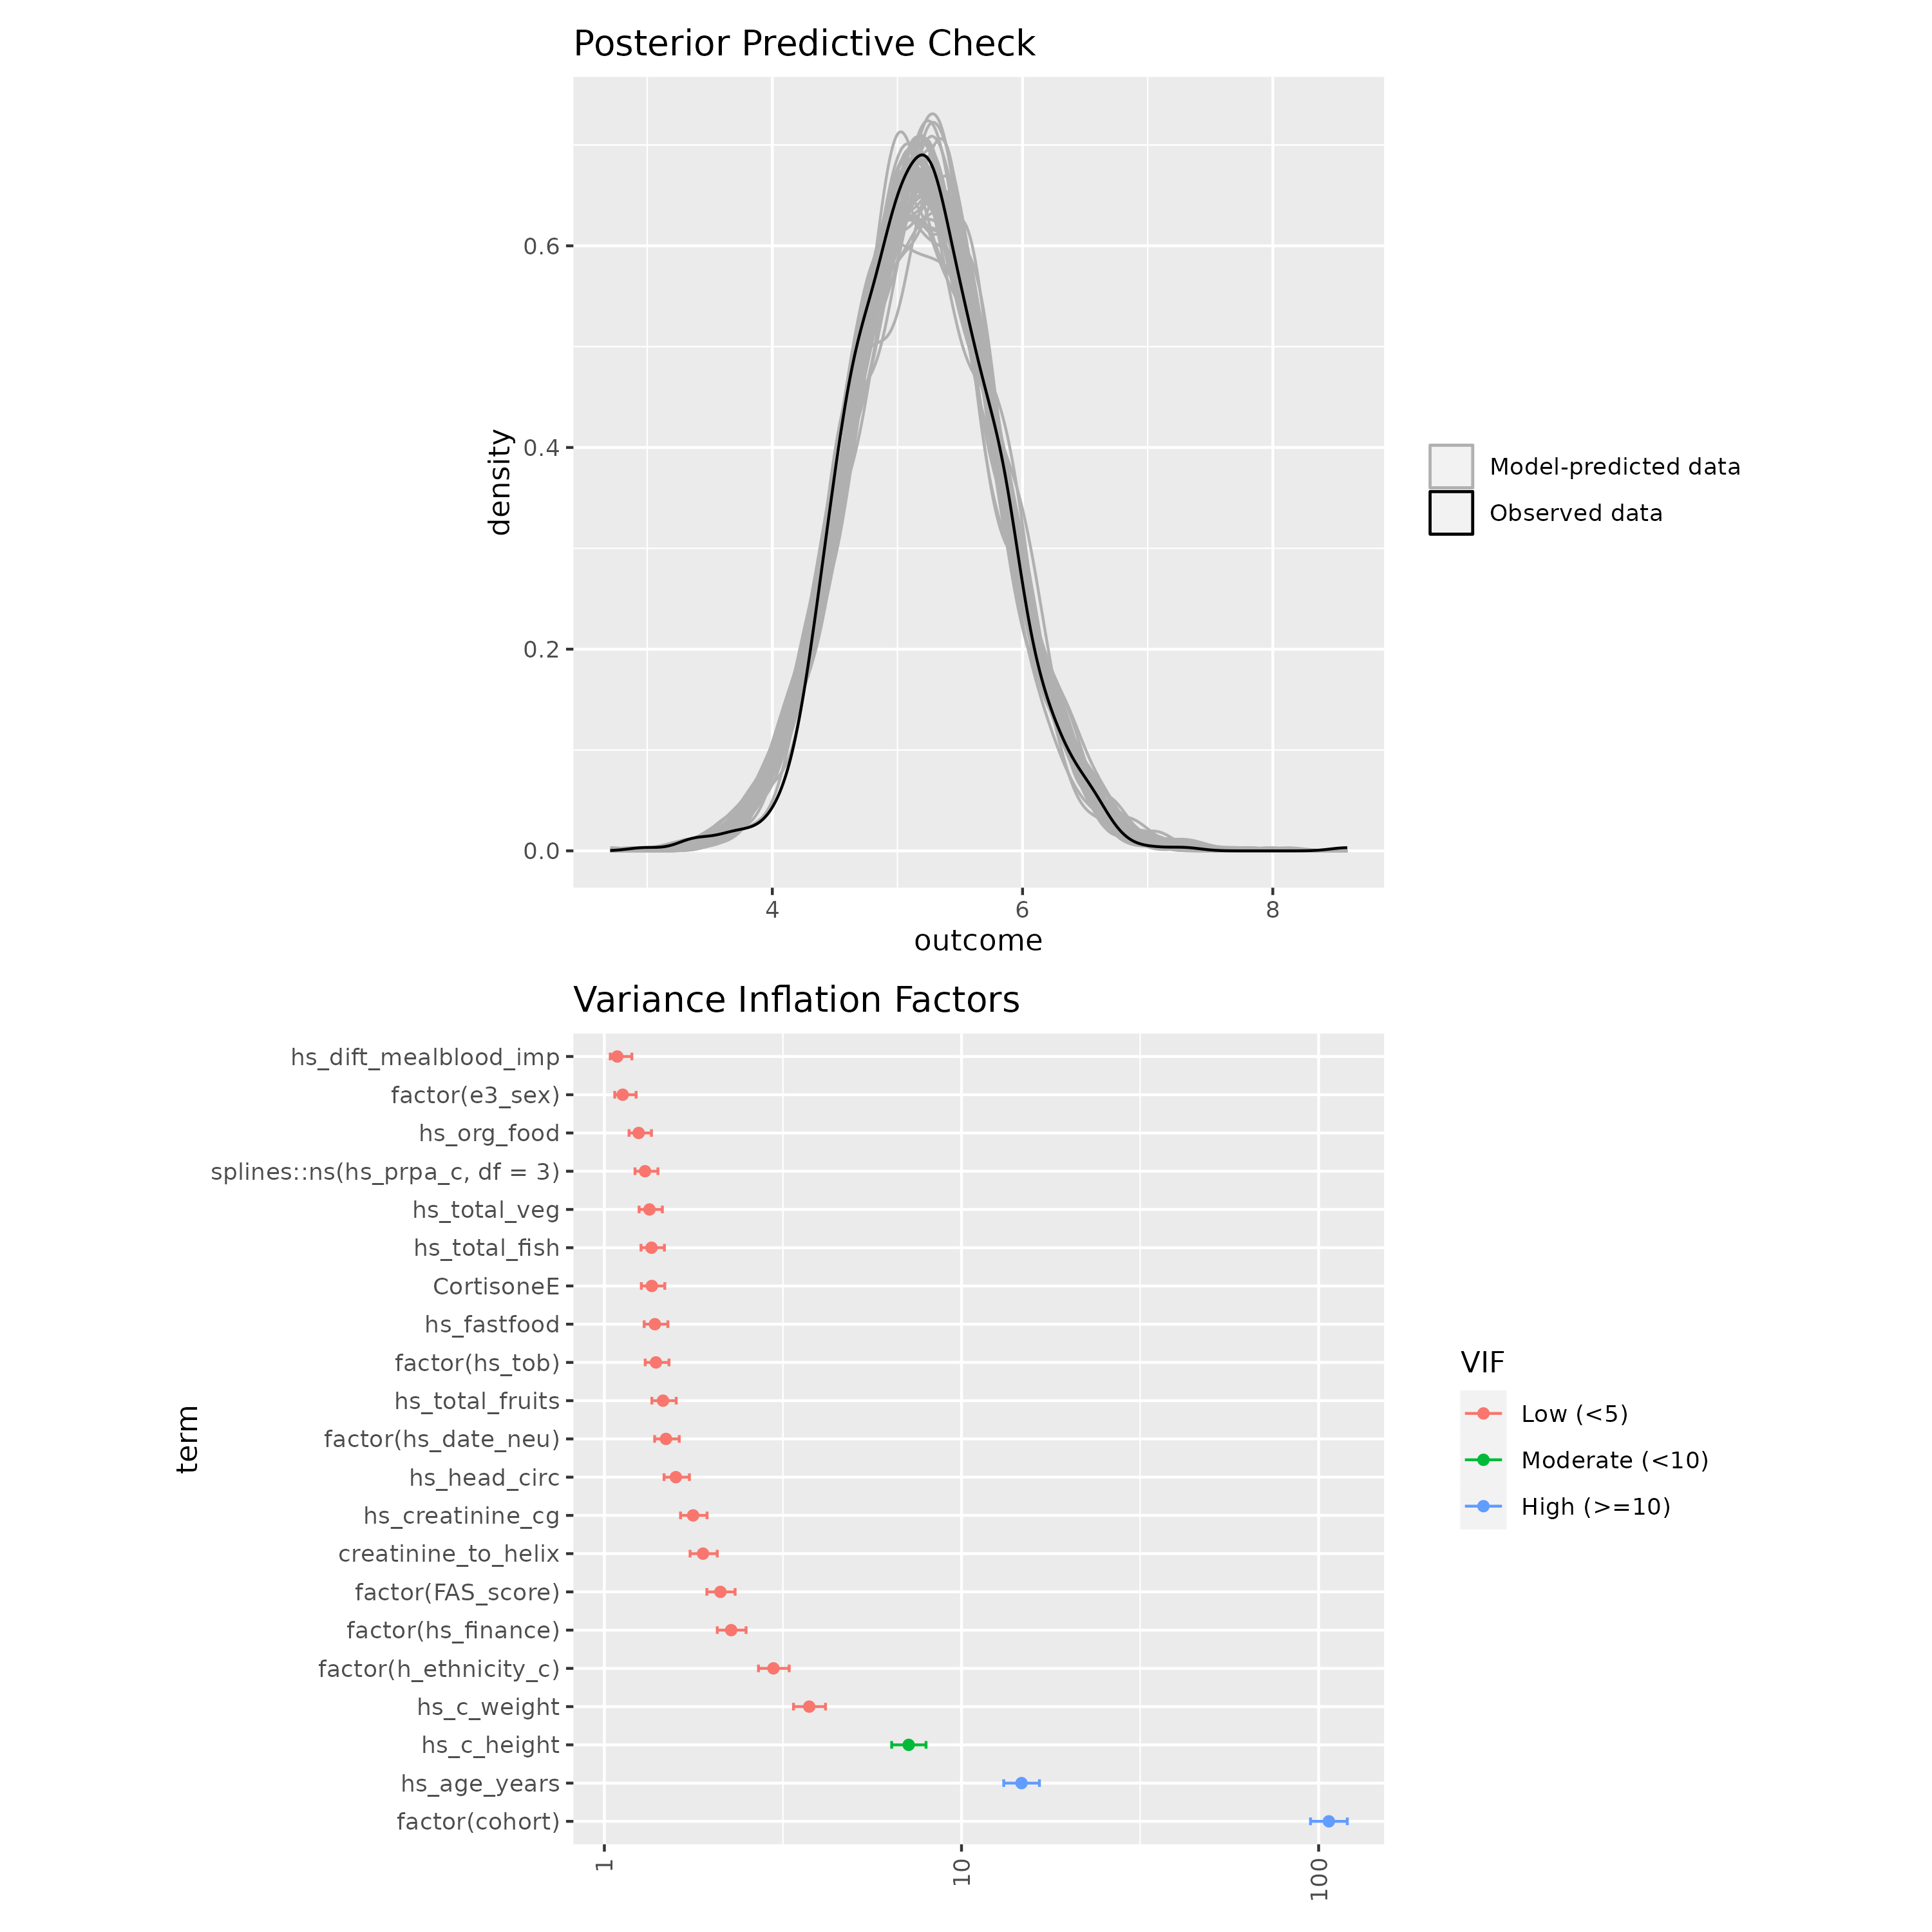 Posterior Predictive Check
0.6
0.4
0.2
0.0
density
4
6
8
outcome
Model-predicted data
Observed data
Variance Inflation Factors
hs_dift_mealblood_imp
factor(e3_sex)
hs_org_food
splines::ns(hs_prpa_c, df = 3)
hs_total_veg
hs_total_fish
CortisoneE
hs_fastfood
factor(hs_tob)
hs_total_fruits
factor(hs_date_neu)
hs_head_circ
hs_creatinine_cg
creatinine_to_helix
factor(FAS_score)
factor(hs_finance)
factor(h_ethnicity_c)
hs_c_weight
hs_c_height
hs_age_years
factor(cohort)
term
1
10
100
VIF
Low (<5)
Moderate (<10)
High (>=10)